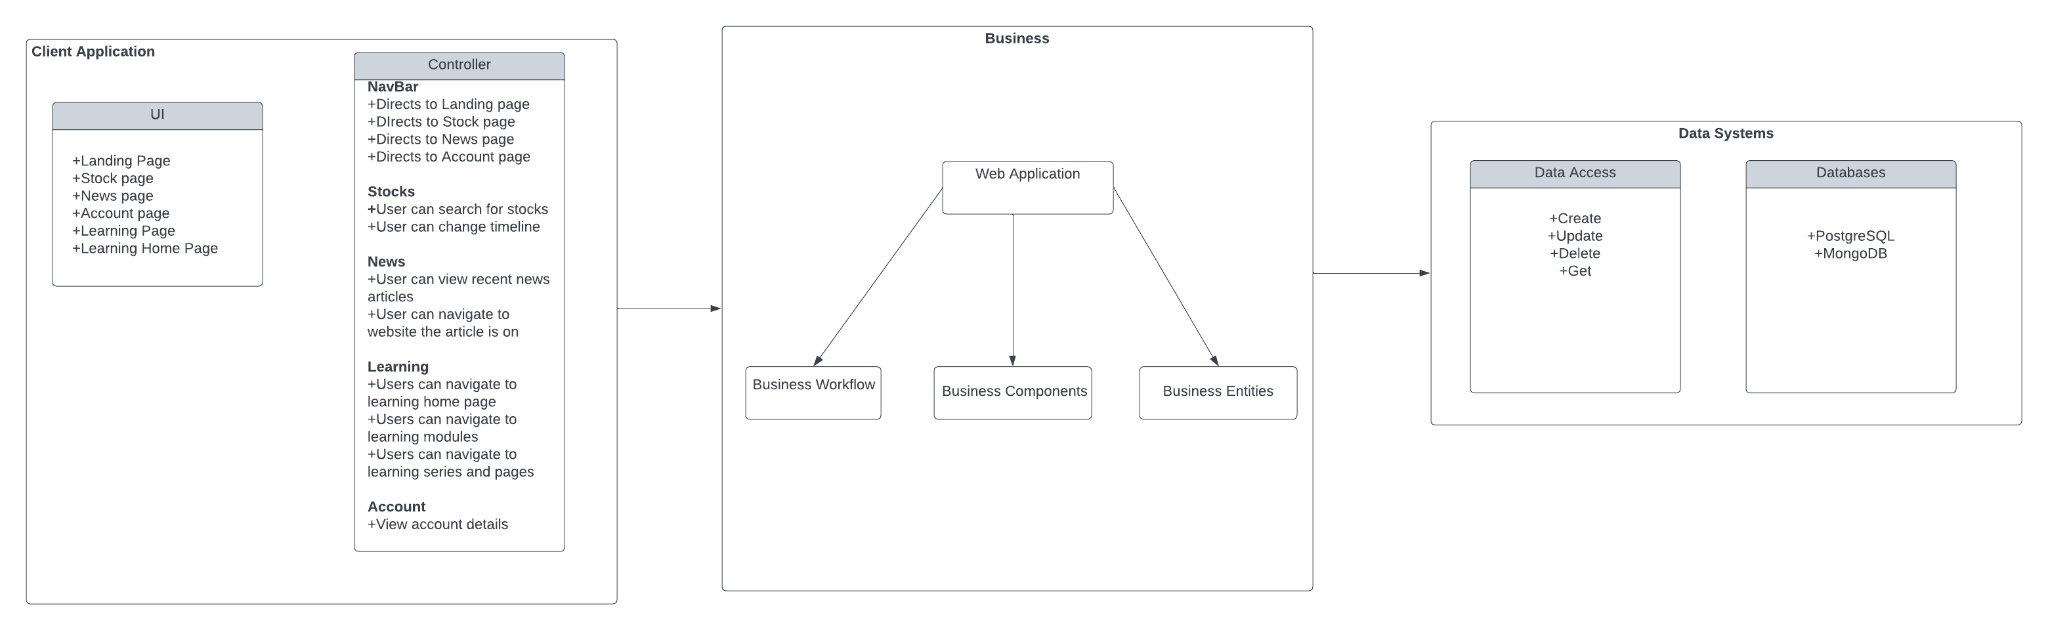 Client Application
UI
+Landing Page
+Stock page
+News page
+Account page
+Learning Page
+Learning Home Page
Controller
NavBar
+Directs to Landing page
+DIrects to Stock page
+Directs to News page
+Directs to Account page
Stocks
+User can search for stocks
+User can change timeline
News
+User can view recent news
articles
+User can navigate to
website the article is on
Learning
+Users can navigate to
learning home page
+Users can navigate to
learning modules
+Users can navigate to
learning series and pages
Account
+View account details
Business
Web Application
Business Workflow
Business Components
Business Entities
Data Systems
Data Access
+Create
+Update
+Delete
+Get
Databases
+PostgreSQL
+MongoDB